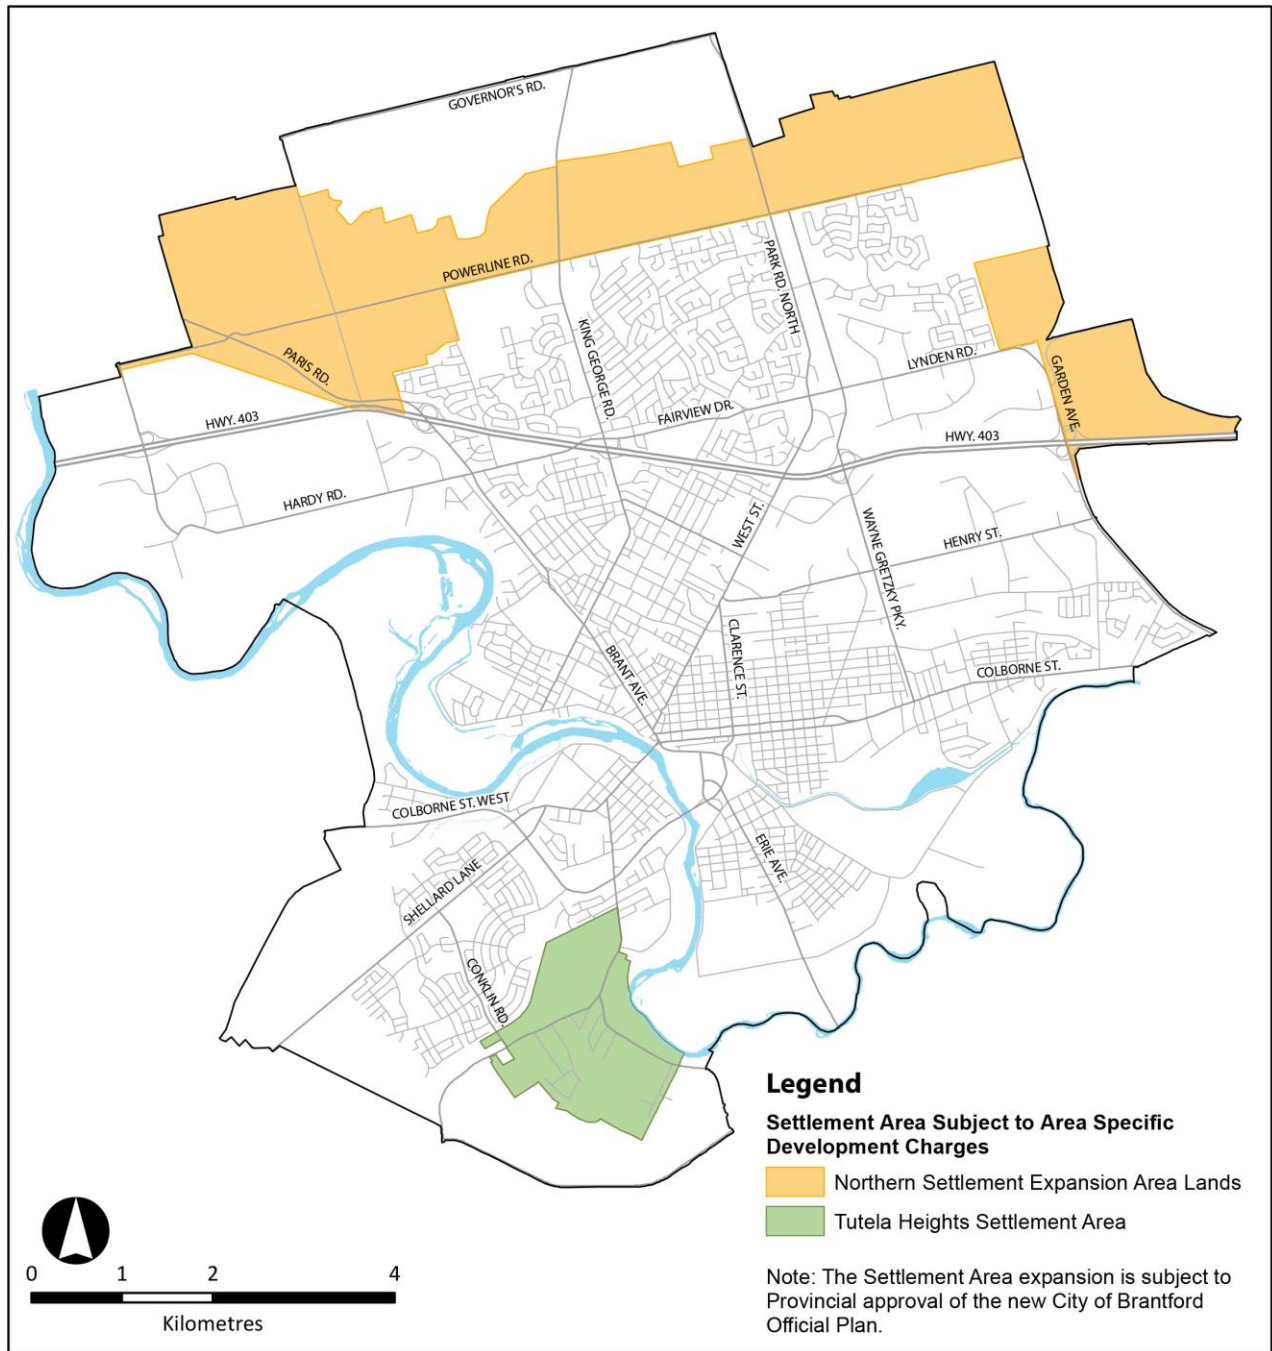 GOVERNOR'S RD.
POWERLINE RD.
PARK RD. NORTH
KING GEORGE RD.
PARIS RD.
LYNDEN RD.
GARDEN AVE.
FAIRVIEW DR.
HWY. 403
HWY. 403
HARDY RD.
WEST ST.
WAYNE GRETZKY PKY.
HENRY ST.
CLARENCE ST.
BRANT AVE.
COLBORNE ST.
COLBORNE ST. WEST
ERIE AVE.
SHELLARD LANE
CONKLIN RD.
Legend
Settlement Area Subject to Area Specific
Development Charges
Northern Settlement Expansion Area Lands
Tutela Heights Settlement Area
Note: The Settlement Area expansion is subject to
Provincial approval of the new City of Brantford
Official Plan.
0 1 2 4
Kilometres